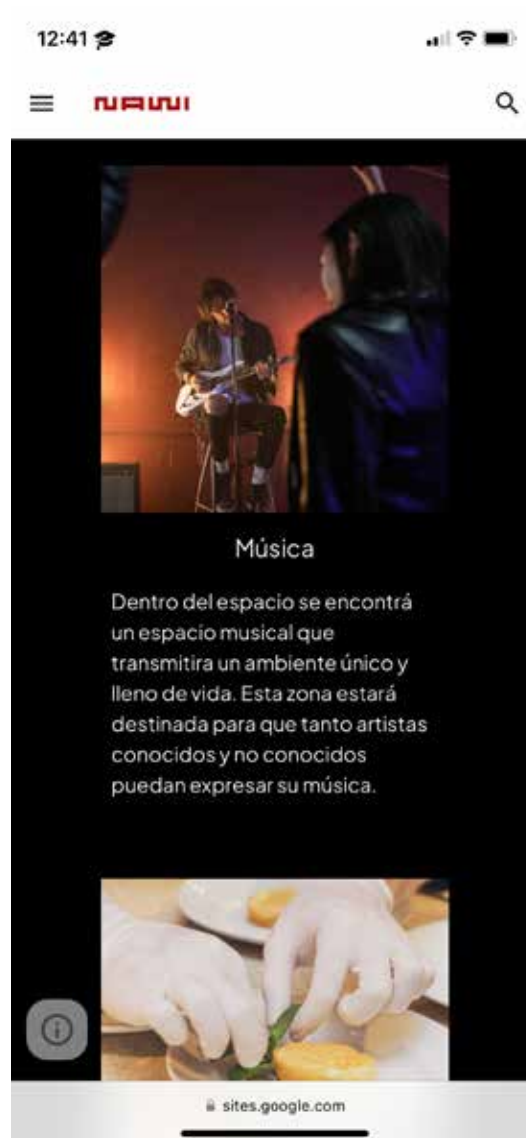 12:41
NAWI
Música
Dentro del espacio se encontrá
un espacio musical que
transmitira un ambiente único y
lleno de vida. Esta zona estará
destinada para que tanto artistas
conocidos y no conocidos
puedan expresar su música.
sites.google.com